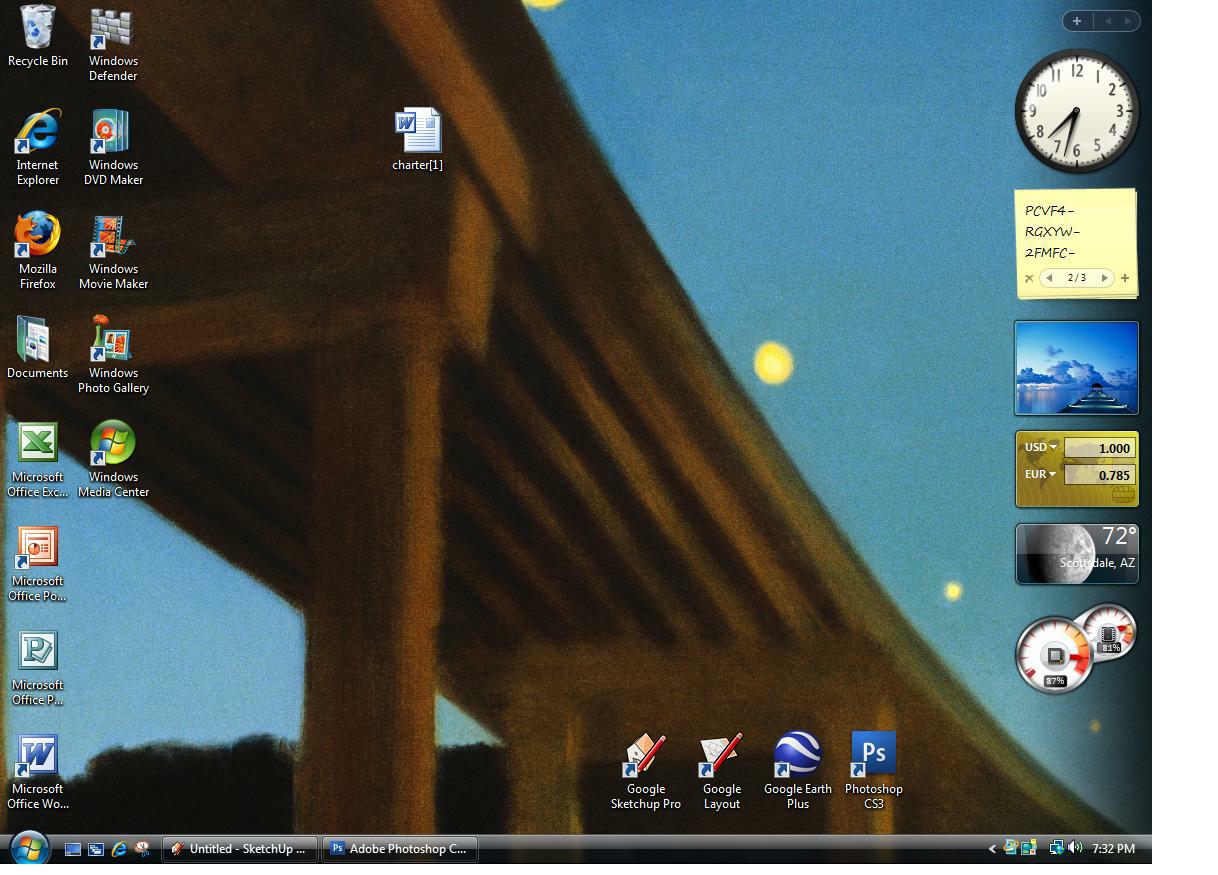 Recycle Bin
Windows
Defender
Internet
Explorer
Windows
DVD Maker
Mozilla
Firefox
Windows
Movie Maker
Documents
Windows
Photo Gallery
Microsoft
Office Exc...
Windows
Media Center
Microsoft
Office Po...
Microsoft
Office P...
Microsoft
Office Wo...
charter[1]
Google
Sketchup Pro
Google
Layout
Google Earth
Plus
Ps
Photoshop
CS3
12
1
2
3
4
5
6
7
8
9
10
11
PCVF4-
RGXYW-
2FMFC-
2/3
USD 1.000
EUR 0.785
72°
Scottsdale, AZ
81%
87%
Untitled - SketchUp ...
Ps Adobe Photoshop C...
7:32 PM